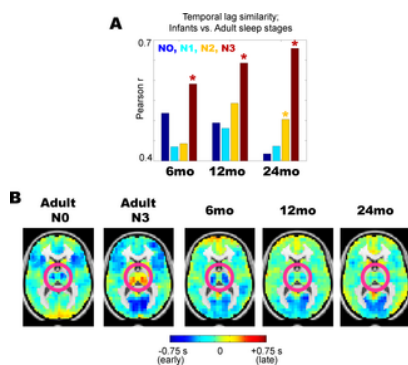 A
Temporal lag similarity;
Infants vs. Adult sleep stages
0.7
NO, N1, N2, N3
Pearson r
0.4
6mo 12mo 24mo
B
Adult N0
Adult N3
6mo
12mo
24mo
-0.75 s 0 +0.75 s
(early) (late)